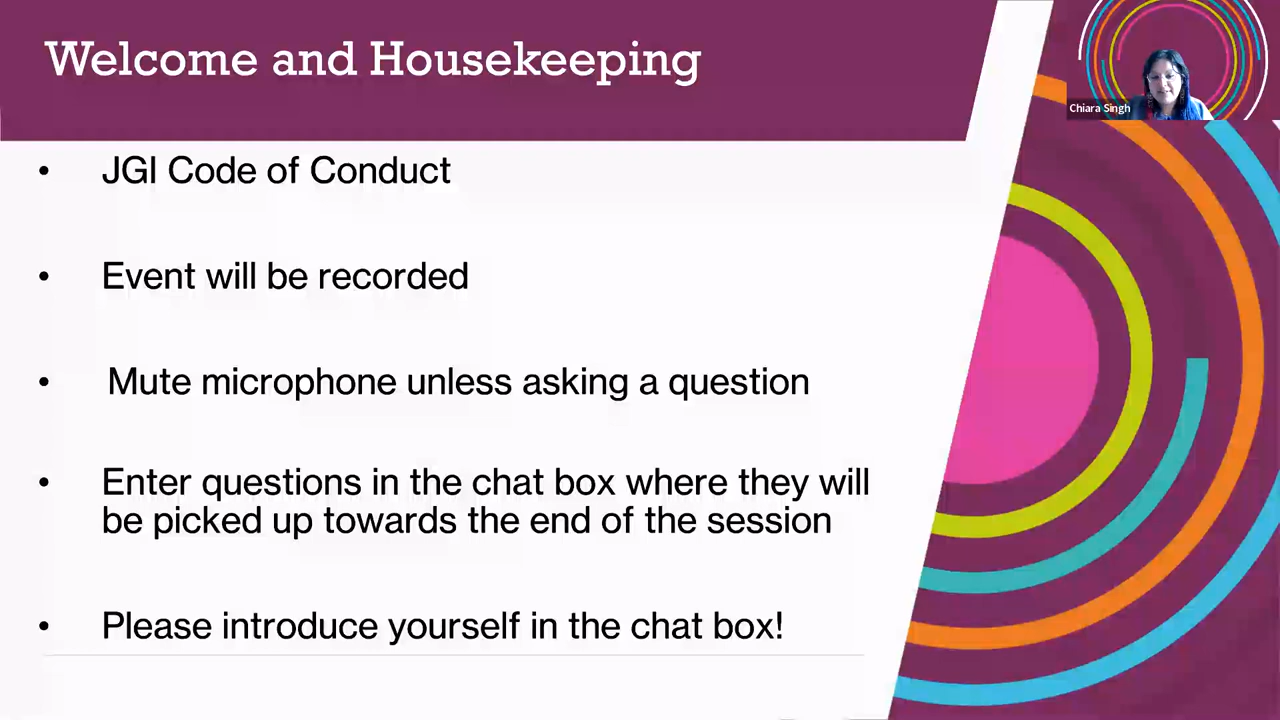 Welcome and Housekeeping
Chiara Singh
• JGI Code of Conduct
• Event will be recorded
• Mute microphone unless asking a question
• Enter questions in the chat box where they will
be picked up towards the end of the session
• Please introduce yourself in the chat box!